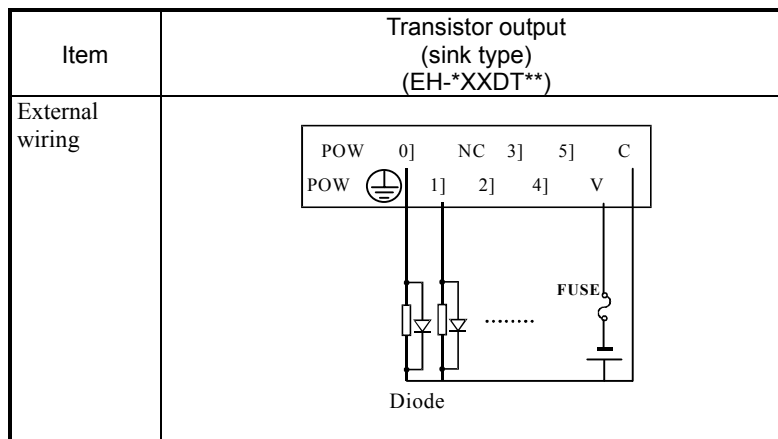 Item
Transistor output
(sink type)
(EH-*XXDT**)
External
wiring
POW 0] NC 3] 5] C
POW 1] 2] 4] V
FUSE
........
Diode